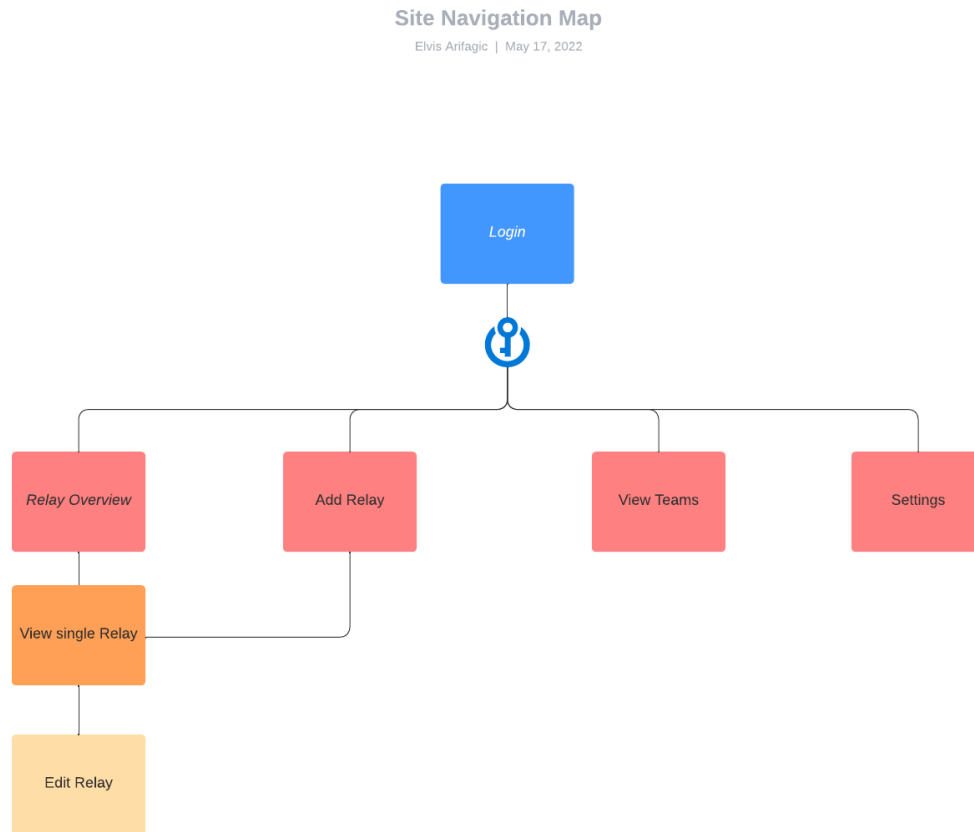 Site Navigation Map
Elvis Arifagic | May 17, 2022
Login
Relay Overview
Add Relay
View Teams
Settings
View single Relay
Edit Relay